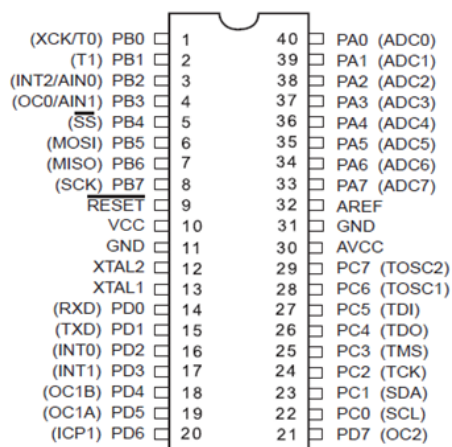 (XCK/T0) PB0 1 40 PA0 (ADC0)
(T1) PB1 2 39 PA1 (ADC1)
(INT2/AIN0) PB2 3 38 PA2 (ADC2)
(OC0/AIN1) PB3 4 37 PA3 (ADC3)
(SS) PB4 5 36 PA4 (ADC4)
(MOSI) PB5 6 35 PA5 (ADC5)
(MISO) PB6 7 34 PA6 (ADC6)
(SCK) PB7 8 33 PA7 (ADC7)
RESET 9 32 AREF
VCC 10 31 GND
GND 11 30 AVCC
XTAL2 12 29 PC7 (TOSC2)
XTAL1 13 28 PC6 (TOSC1)
(RXD) PD0 14 27 PC5 (TDI)
(TXD) PD1 15 26 PC4 (TDO)
(INT0) PD2 16 25 PC3 (TMS)
(INT1) PD3 17 24 PC2 (TCK)
(OC1B) PD4 18 23 PC1 (SDA)
(OC1A) PD5 19 22 PC0 (SCL)
(ICP1) PD6 20 21 PD7 (OC2)